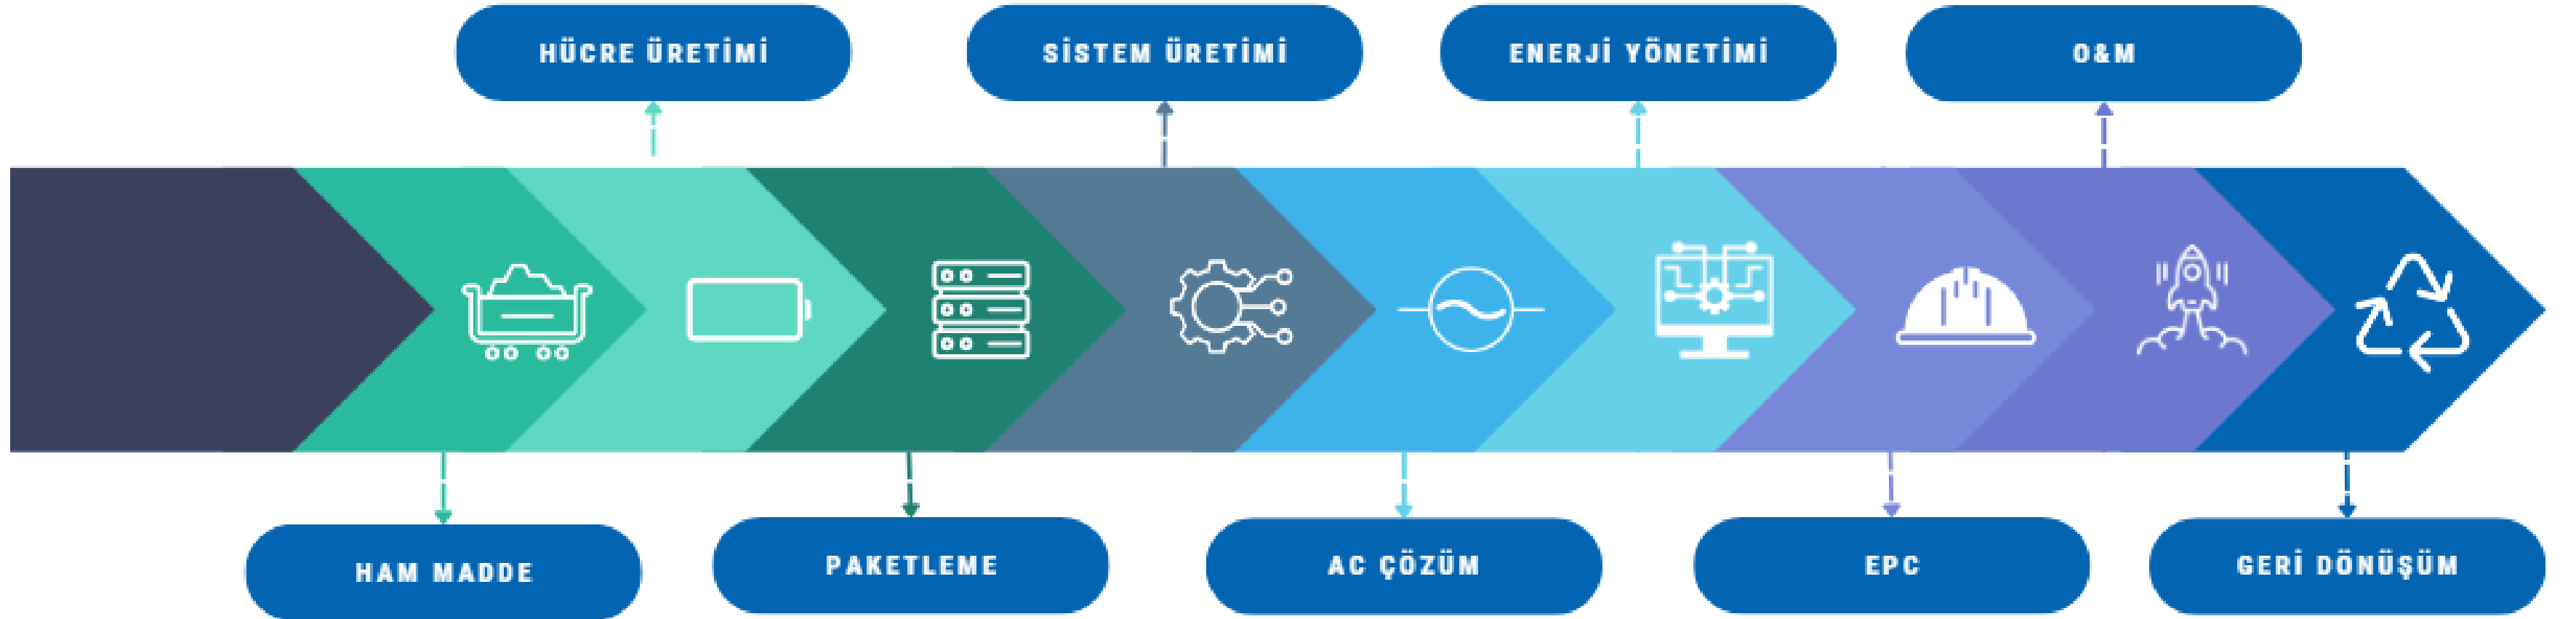 HÜCRE ÜRETİMİ
SİSTEM ÜRETİMİ
ENERJİ YÖNETİMİ
O&M
HAM MADDE
PAKETLEME
AC ÇÖZÜM
EPC
GERİ DÖNÜŞÜM